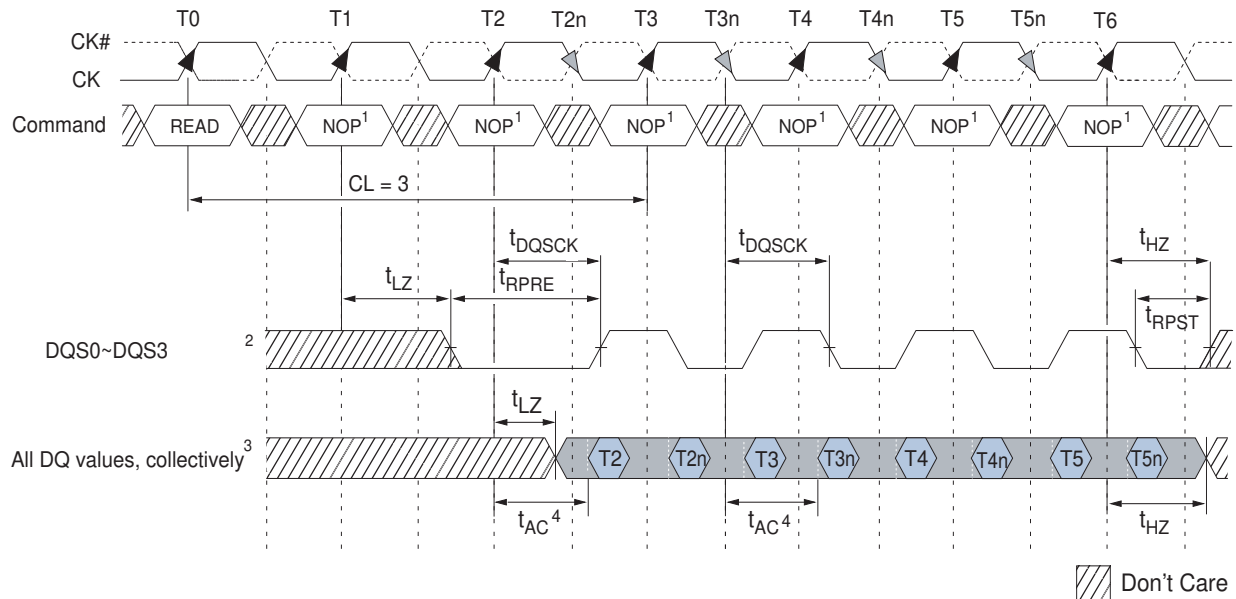 T0 T1 T2 T2n T3 T3n T4 T4n T5 T5n T6
CK#
CK
Command READ NOP1 NOP1 NOP1 NOP1 NOP1 NOP1
CL = 3
tDQSCK tDQSCK tHZ
tLZ tRPRE tRPST
DQS0~DQS3 2
tLZ
All DQ values, collectively3 T2 T2n T3 T3n T4 T4n T5 T5n
tAC4 tAC4 tHZ
Don't Care